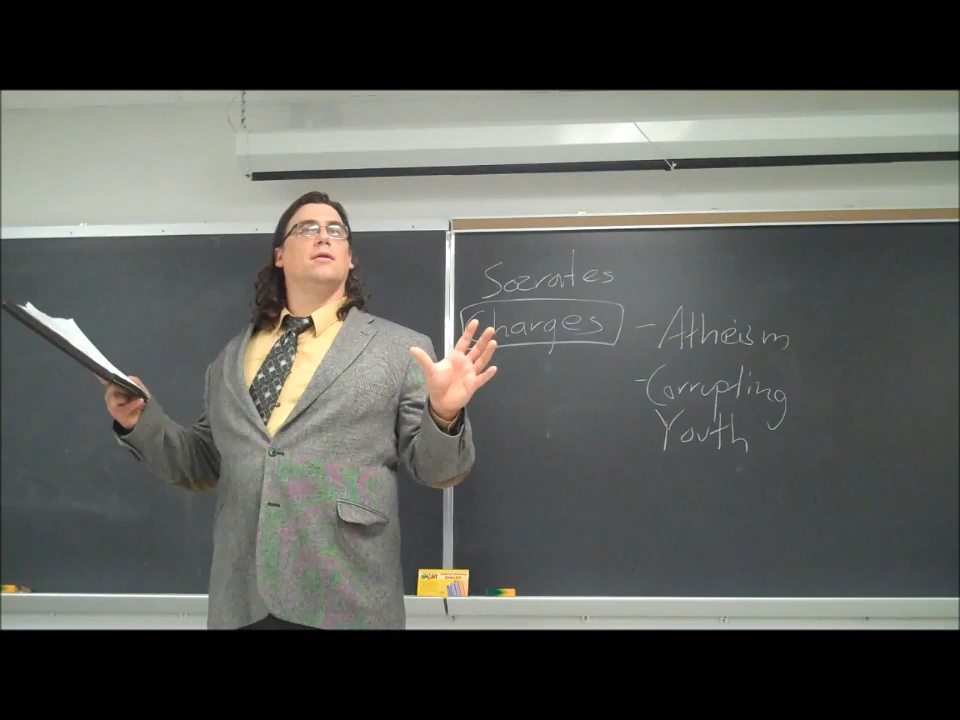 Socrates
Charges
- Atheism
- Corrupting
Youth